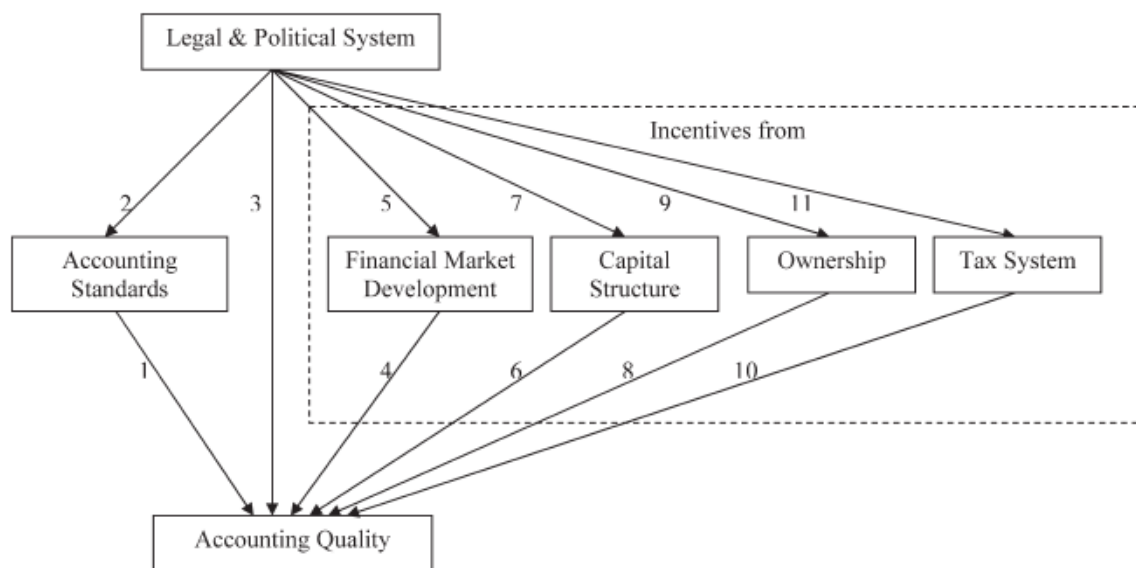 Legal & Political System
Incentives from
2
3
5
7
9
11
Accounting
Standards
Financial Market
Development
Capital
Structure
Ownership
Tax System
1
4
6
8
10
Accounting Quality